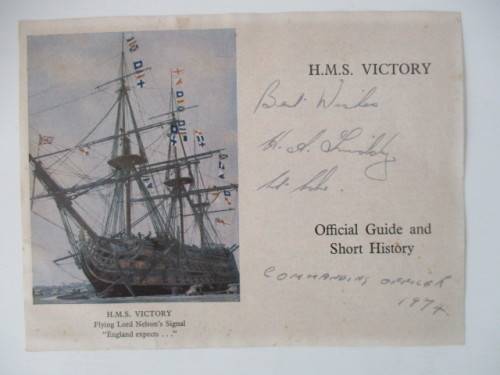 H.M.S. VICTORY
Best Wishes
H. A.
Official Guide and
Short History
COMMANDING OFFICER
1974
H.M.S. VICTORY
Flying Lord Nelson's Signal
"England expects . . ."